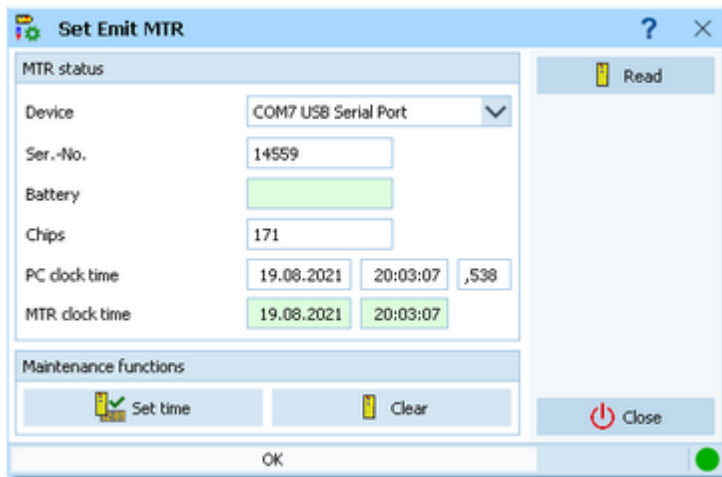 Set Emit MTR ?
MTR status
Read
Device COM7 USB Serial Port
Ser.-No. 14559
Battery
Chips 171
PC clock time 19.08.2021 20:03:07 ,538
MTR clock time 19.08.2021 20:03:07
Maintenance functions
Set time Clear
Close
OK